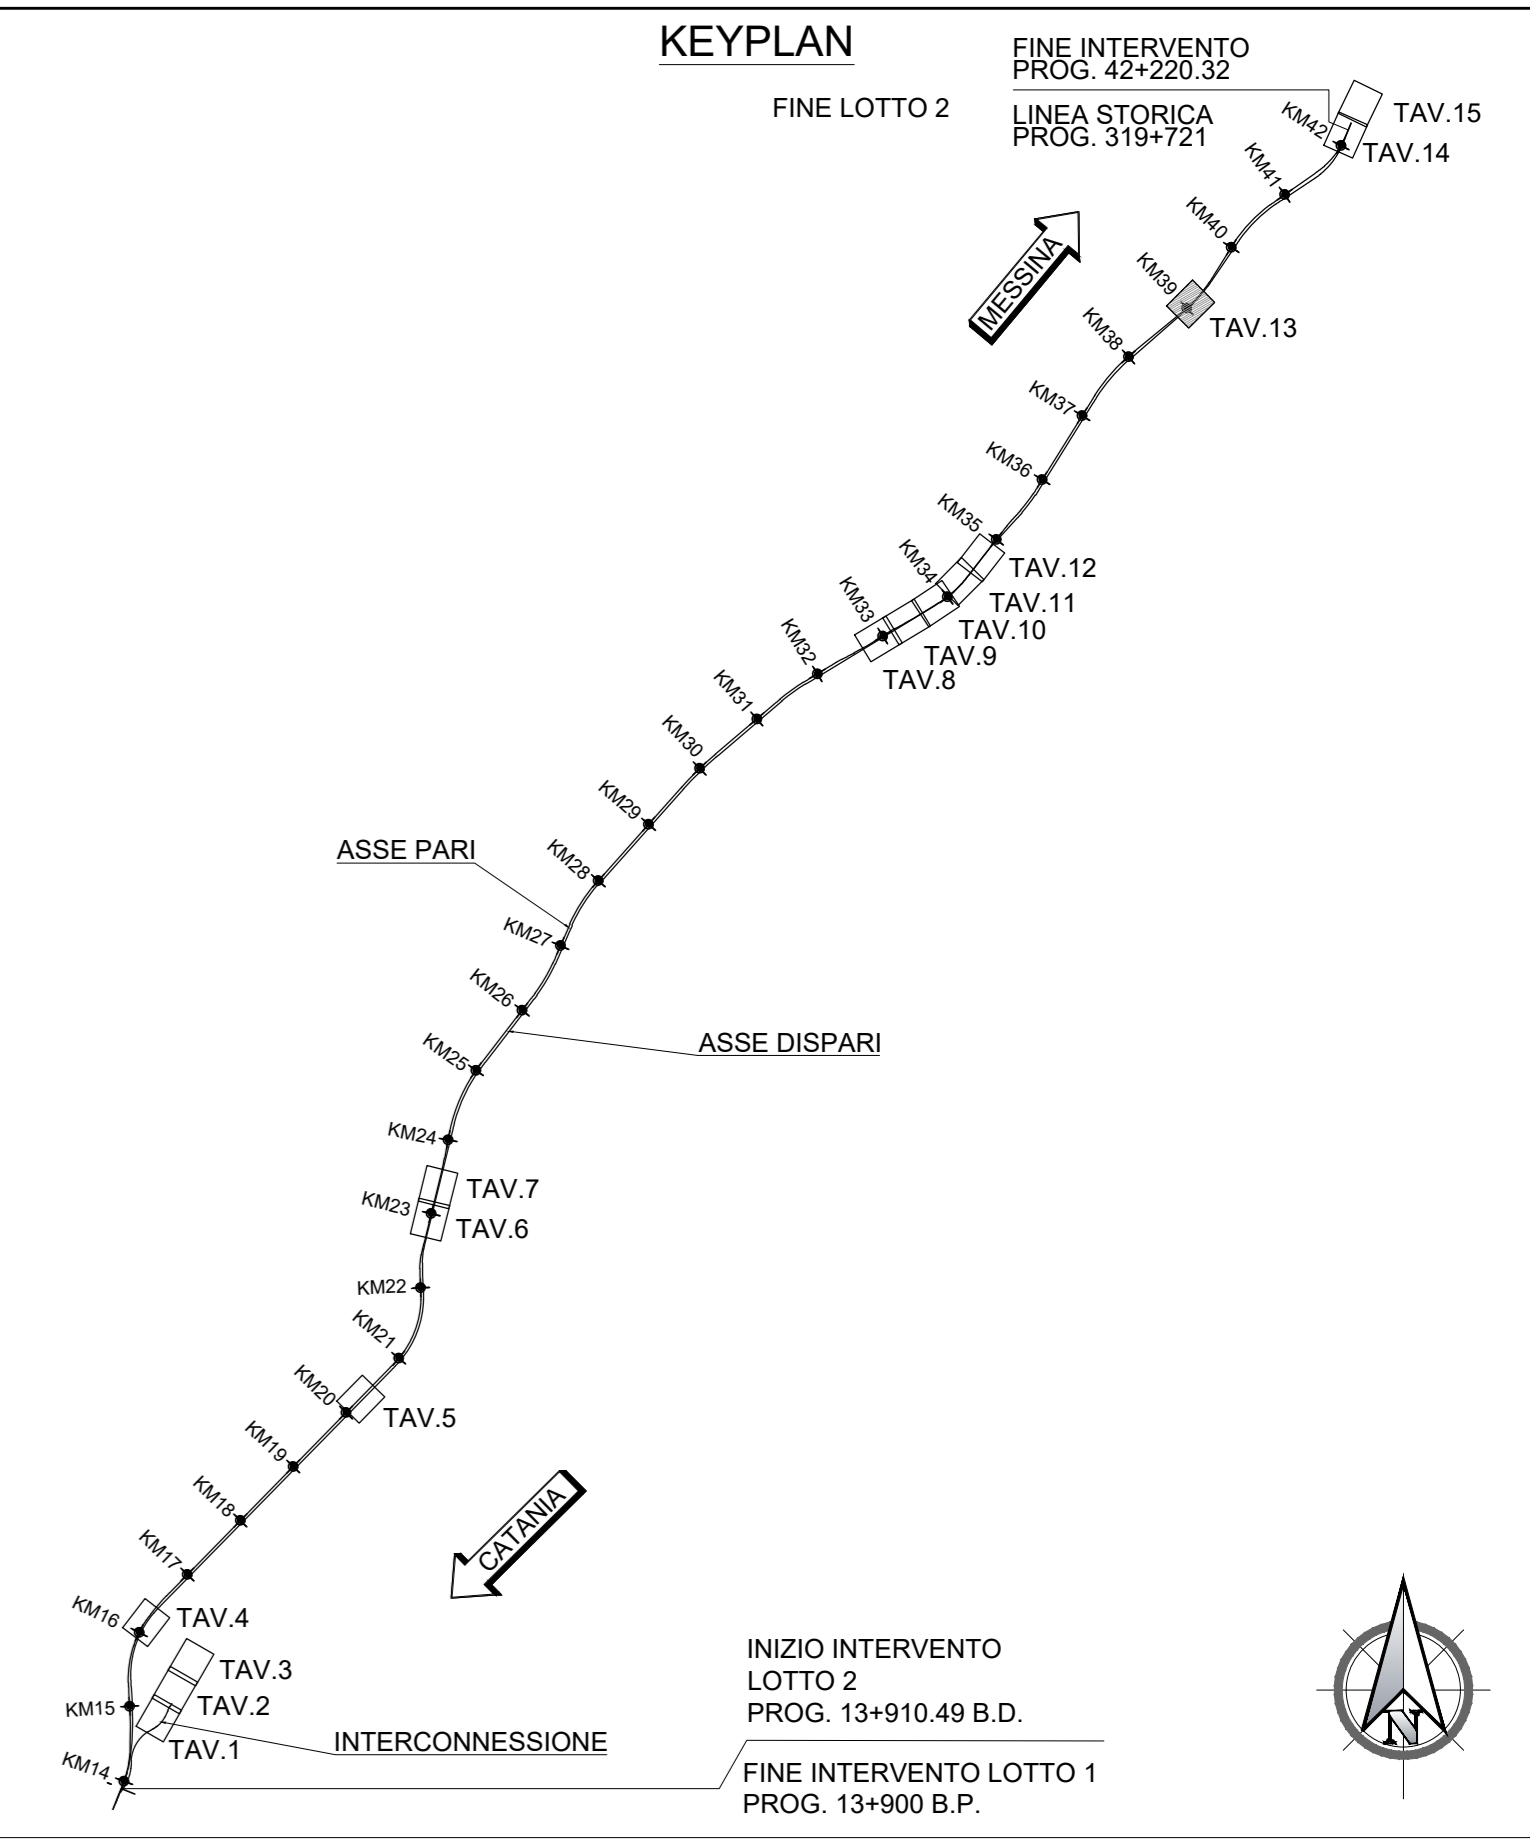 KEYPLAN
FINE INTERVENTO
PROG. 42+220.32
FINE LOTTO 2
LINEA STORICA
PROG. 319+721
TAV.15
KM42
TAV.14
KM41
KM40
MESSINA
KM39
TAV.13
KM38
KM37
KM36
KM35
TAV.12
KM34
TAV.11
KM33
TAV.10
TAV.9
KM32
TAV.8
KM31
KM30
KM29
ASSE PARI
KM28
KM27
KM26
ASSE DISPARI
KM25
KM24
TAV.7
KM23
TAV.6
KM22
KM21
KM20
TAV.5
KM19
KM18
CATANIA
KM17
KM16
TAV.4
TAV.3
KM15
TAV.2
INTERCONNESSIONE
TAV.1
KM14
INIZIO INTERVENTO
LOTTO 2
PROG. 13+910.49 B.D.
FINE INTERVENTO LOTTO 1
PROG. 13+900 B.P.
N